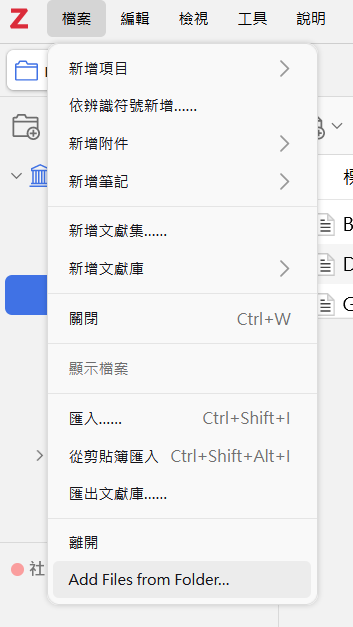 Z
檔案 編輯 檢視 工具 說明
新增項目
依辨識符號新增......
新增附件
新增筆記
新增文獻集......
新增文獻庫
關閉 Ctrl+W
顯示檔案
匯入...... Ctrl+Shift+I
從剪貼簿匯入 Ctrl+Shift+Alt+I
匯出文獻庫......
離開
Add Files from Folder...
社
B
D
G